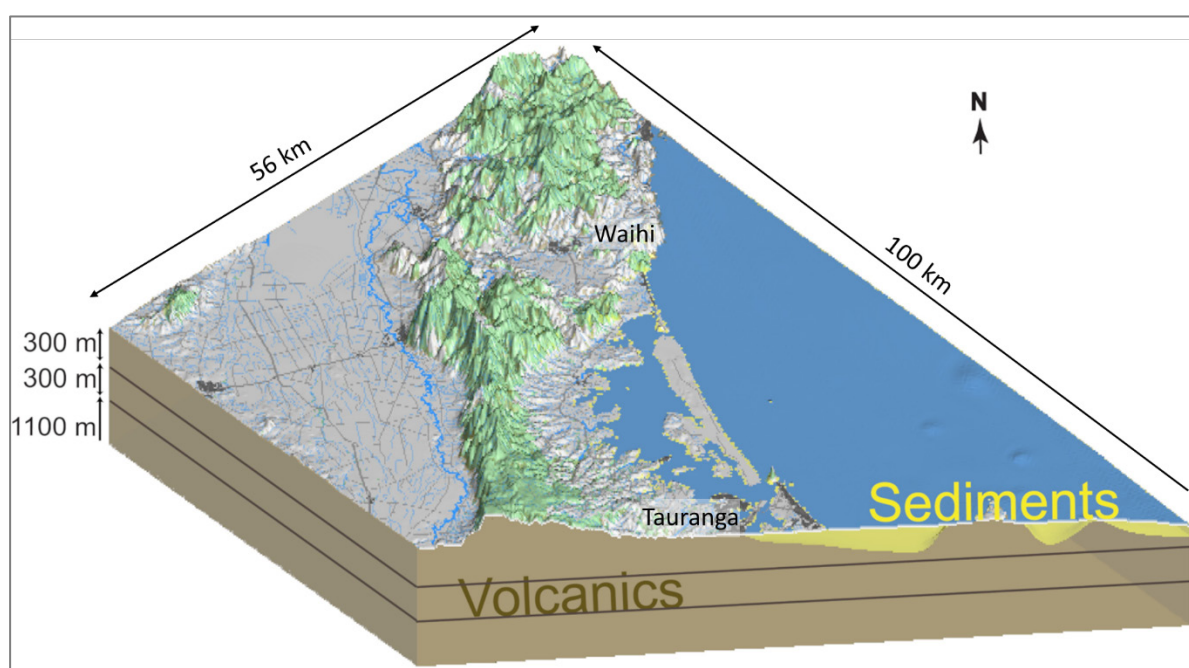 N
56 km
100 km
Waihi
300 m
300 m
1100 m
Sediments
Tauranga
Volcanics